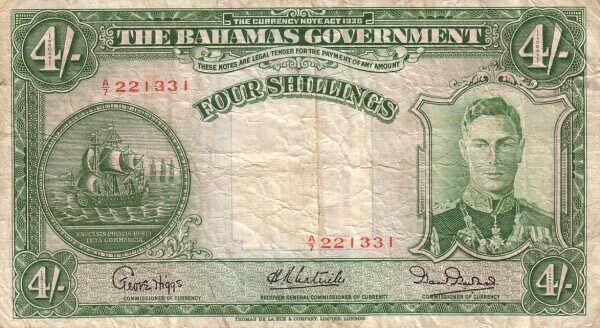 THE CURRENCY NOTE ACT 1936
4/- THE BAHAMAS GOVERNMENT 4/-
THESE NOTES ARE LEGAL TENDER FOR THE PAYMENT OF ANY AMOUNT
A/7 221331
FOUR SHILLINGS
EXPULSIS PIRATIS RESTI
TUTA COMMERCIA
A/7 221331
4/- 4/-
COMMISSIONER OF CURRENCY
RECEIVER GENERAL COMMISSIONER OF CURRENCY
COMMISSIONER OF CURRENCY
THOMAS DE LA RUE & COMPANY, LIMITED, LONDON